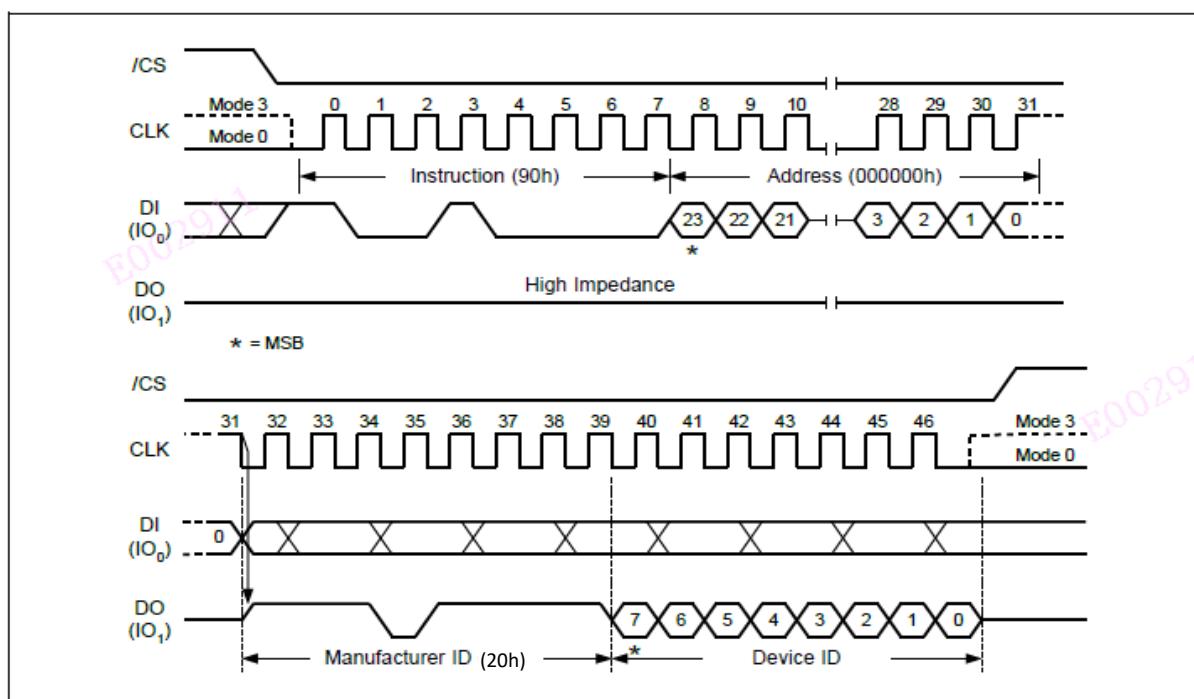 /CS
Mode 3 0 1 2 3 4 5 6 7 8 9 10 28 29 30 31
CLK
Mode 0
Instruction (90h) Address (000000h)
DI
(IO0) 23 22 21 3 2 1 0
*
E002911
High Impedance
DO
(IO1)
* = MSB
/CS
E00291
31 32 33 34 35 36 37 38 39 40 41 42 43 44 45 46 Mode 3
CLK
Mode 0
DI
(IO0) 0
DO
(IO1) 7 6 5 4 3 2 1 0
*
Manufacturer ID (20h) Device ID